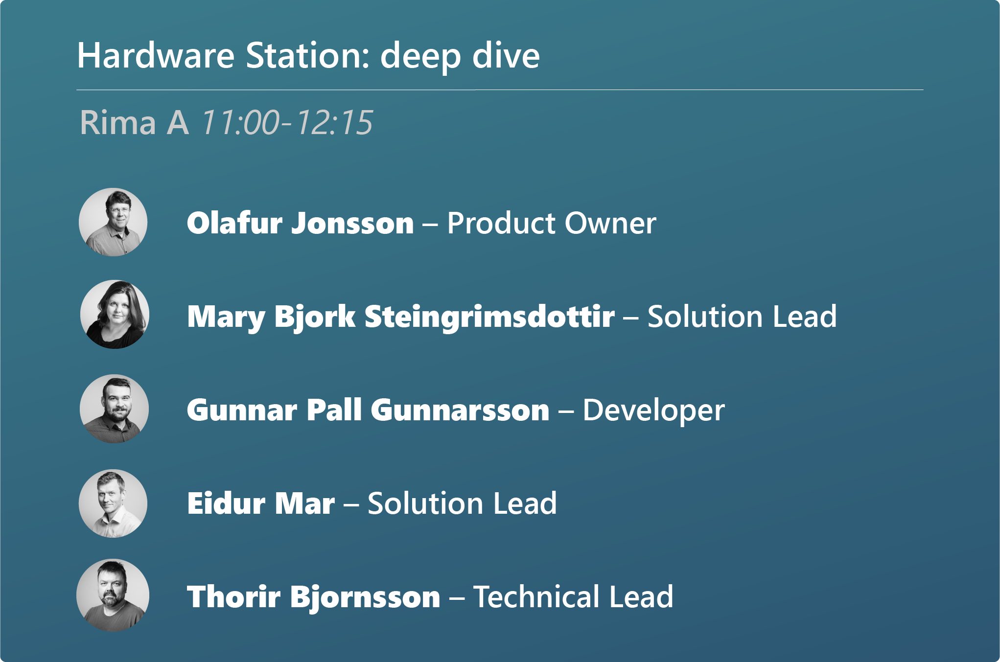 Hardware Station: deep dive
Rima A 11:00-12:15
Olafur Jonsson – Product Owner
Mary Bjork Steingrimsdottir – Solution Lead
Gunnar Pall Gunnarsson – Developer
Eidur Mar – Solution Lead
Thorir Bjornsson – Technical Lead